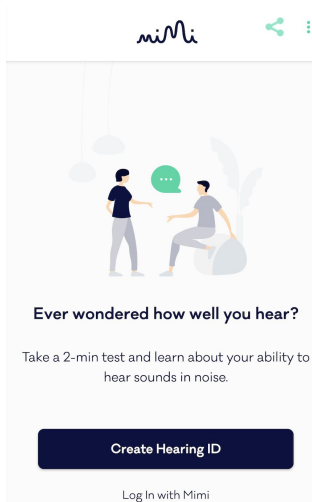 mimi
Ever wondered how well you hear?
Take a 2-min test and learn about your ability to
hear sounds in noise.
Create Hearing ID
Log In with Mimi